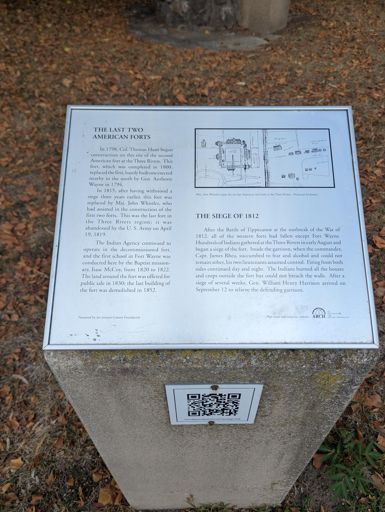 THE LAST TWO
AMERICAN FORTS
In 1798, Col. Thomas Hunt began
construction on this site of the second
American fort at the Three Rivers. This
fort, which was completed in 1800,
replaced the first, hastily built one erected
nearby to the south by Gen. Anthony
Wayne in 1794.
In 1815, after having withstood a
siege three years earlier, this fort was
replaced by Maj. John Whistler, who
had assisted in the construction of the
first two forts. This was the last fort in
the Three Rivers region; it was
abandoned by the U. S. Army on April
19, 1819.
The Indian Agency continued to
operate in the decommissioned fort,
and the first school in Fort Wayne was
conducted here by the Baptist mission-
ary, Isaac McCoy, from 1820 to 1822.
The land around the fort was offered for
public sale in 1830; the last building of
the fort was demolished in 1852.
THE SIEGE OF 1812
After the Battle of Tippecanoe at the outbreak of the War of
1812, all of the western forts had fallen except Fort Wayne.
Hundreds of Indians gathered at the Three Rivers in early August and
began a siege of the fort. Inside the garrison, when the commander,
Capt. James Rhea, succumbed to fear and alcohol and could not
remain sober, his two lieutenants assumed control. Firing from both
sides continued day and night. The Indians burned all the houses
and crops outside the fort but could not breach the walls. After a
siege of several weeks, Gen. William Henry Harrison arrived on
September 12 to relieve the defending garrison.
ARCH